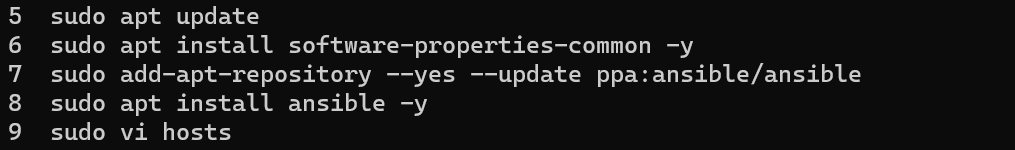 5  sudo apt update
6  sudo apt install software-properties-common -y
7  sudo add-apt-repository --yes --update ppa:ansible/ansible
8  sudo apt install ansible -y
9  sudo vi hosts